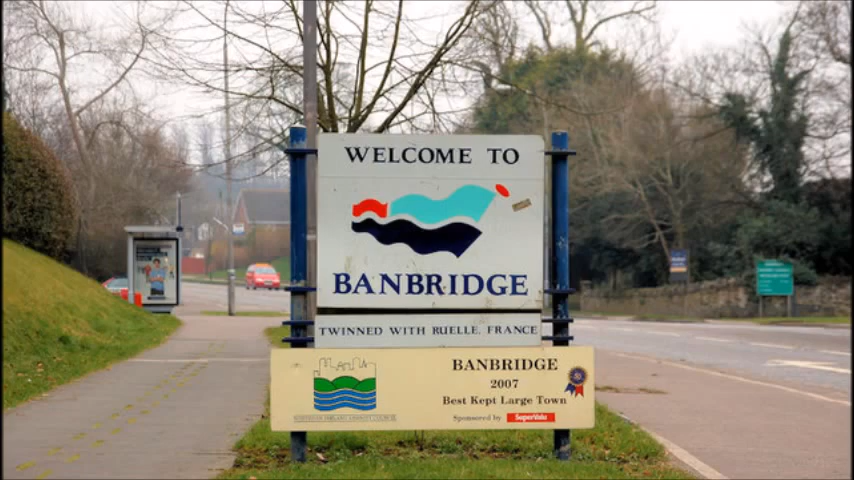 WELCOME TO
BANBRIDGE
TWINNED WITH RUELLE, FRANCE
BANBRIDGE
2007
Best Kept Large Town
Sponsored by SuperValu